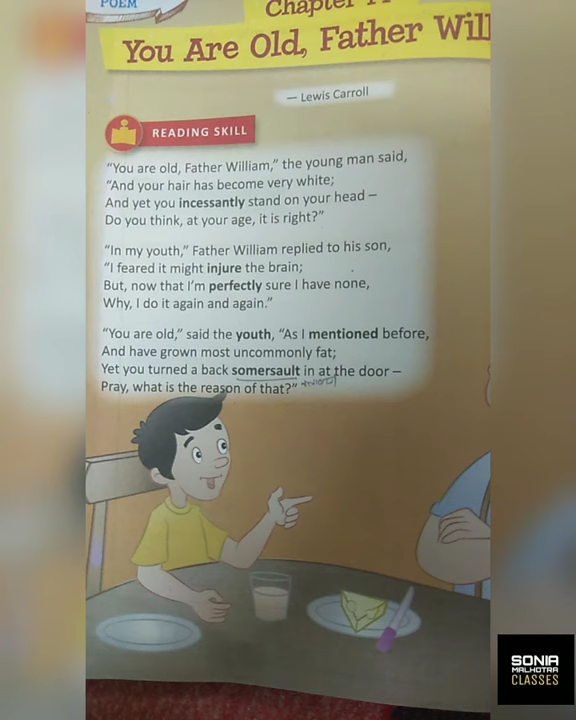 POEM
Chapter
You Are Old, Father Will
— Lewis Carroll
READING SKILL
“You are old, Father William,” the young man said,
“And your hair has become very white;
And yet you incessantly stand on your head –
Do you think, at your age, it is right?”
“In my youth,” Father William replied to his son,
“I feared it might injure the brain;
But, now that I’m perfectly sure I have none,
Why, I do it again and again.”
“You are old,” said the youth, “As I mentioned before,
And have grown most uncommonly fat;
Yet you turned a back somersault in at the door –
Pray, what is the reason of that?”
SONIA
MALHOTRA
CLASSES